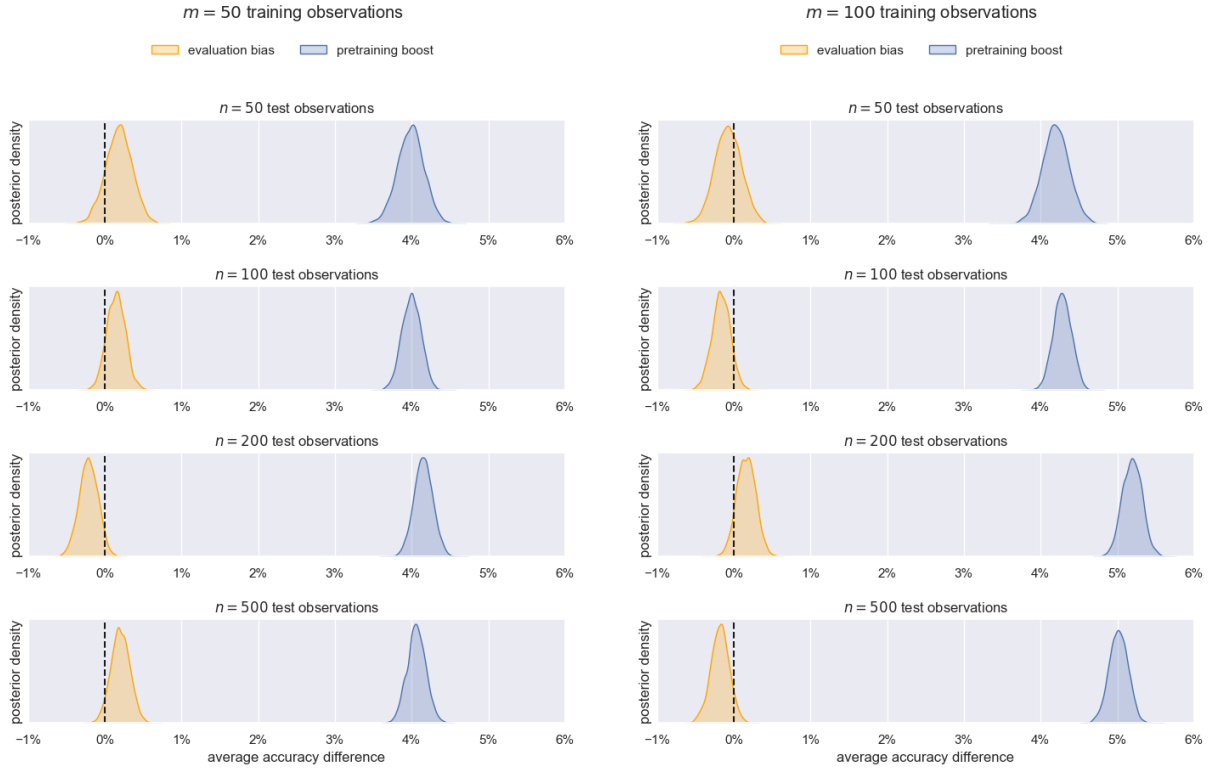 m = 50 training observations
evaluation bias
pretraining boost
n = 50 test observations
posterior density
−1% 0% 1% 2% 3% 4% 5% 6%
n = 100 test observations
posterior density
−1% 0% 1% 2% 3% 4% 5% 6%
n = 200 test observations
posterior density
−1% 0% 1% 2% 3% 4% 5% 6%
n = 500 test observations
posterior density
−1% 0% 1% 2% 3% 4% 5% 6%
average accuracy difference
m = 100 training observations
evaluation bias
pretraining boost
n = 50 test observations
posterior density
−1% 0% 1% 2% 3% 4% 5% 6%
n = 100 test observations
posterior density
−1% 0% 1% 2% 3% 4% 5% 6%
n = 200 test observations
posterior density
−1% 0% 1% 2% 3% 4% 5% 6%
n = 500 test observations
posterior density
−1% 0% 1% 2% 3% 4% 5% 6%
average accuracy difference